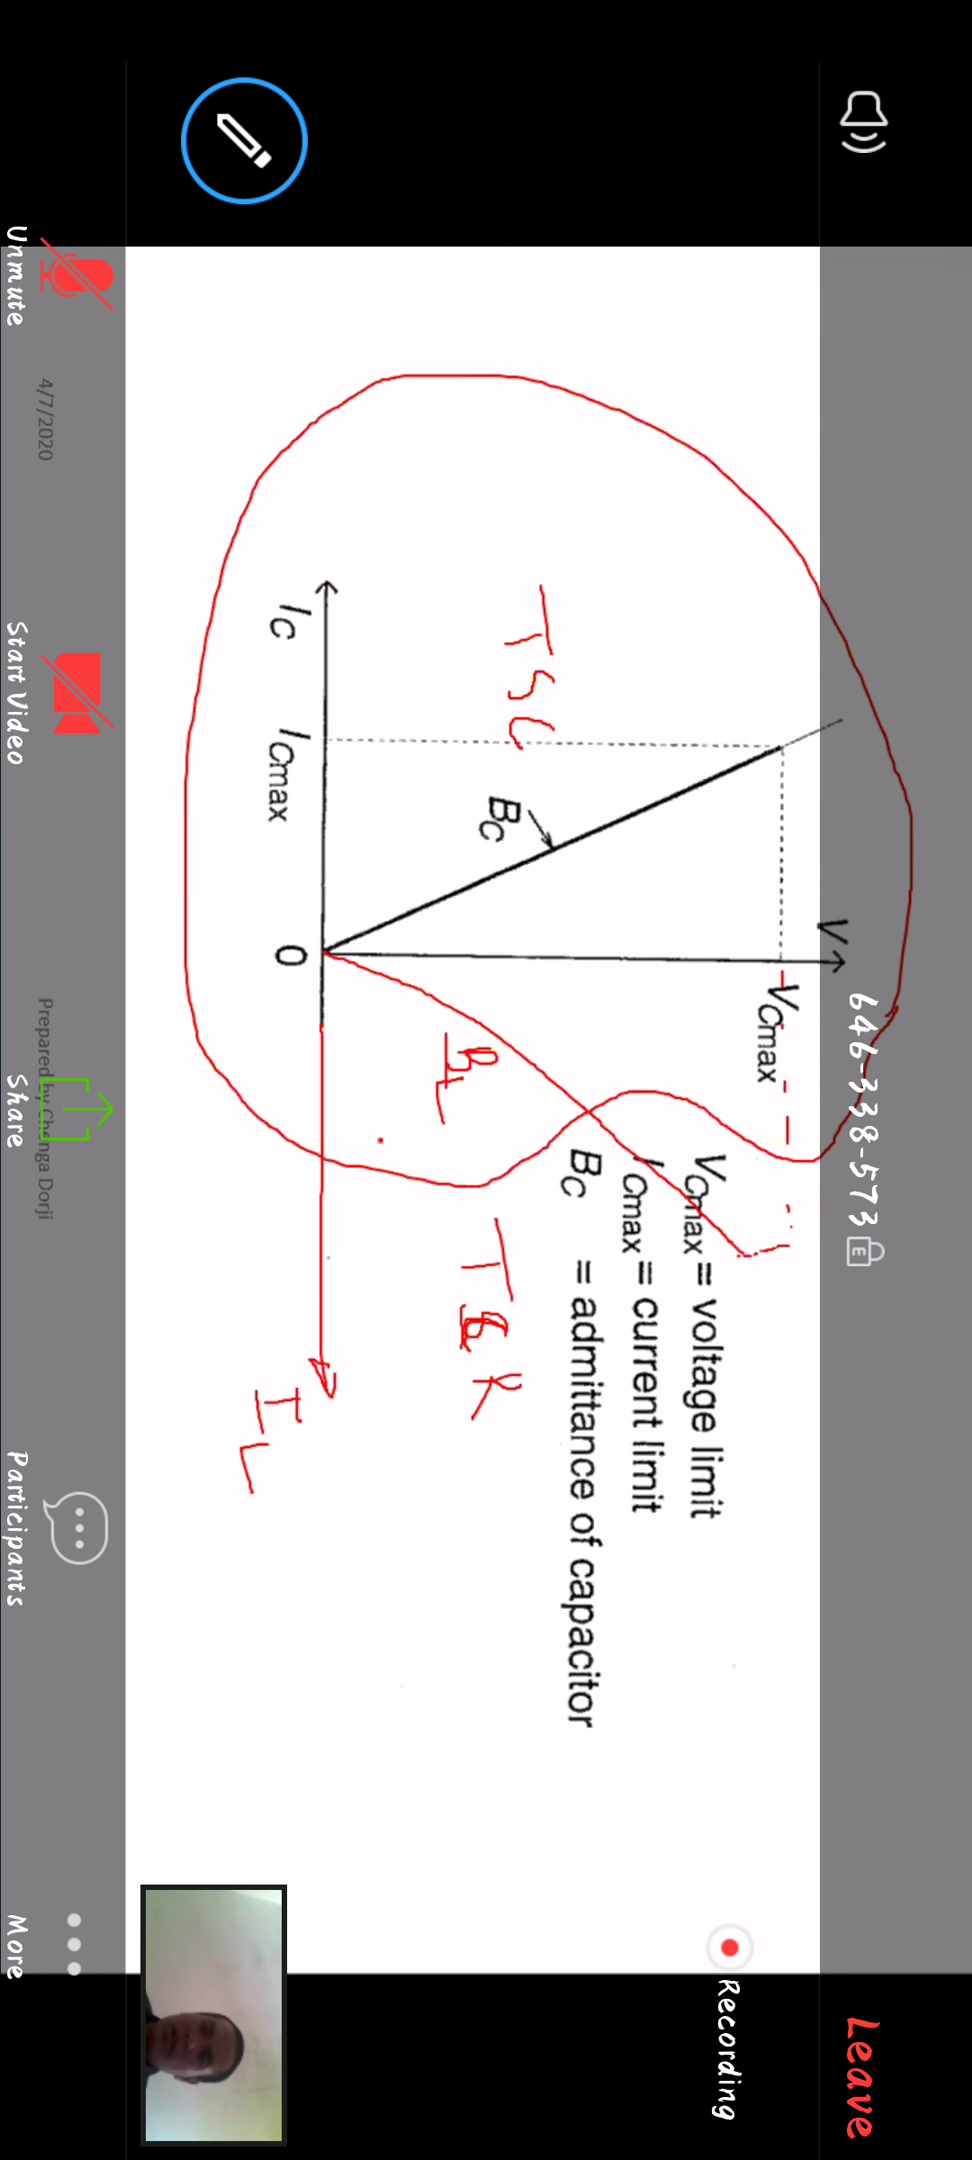 646-338-573
Leave
V
VCmax
VCmax = voltage limit
ICmax = current limit
BC = admittance of capacitor
Recording
TSC
BC
BL
IC
ICmax
0
IL
4/7/2020
Prepared by Chenga Dorji
Unmute
Start Video
Share
Participants
More